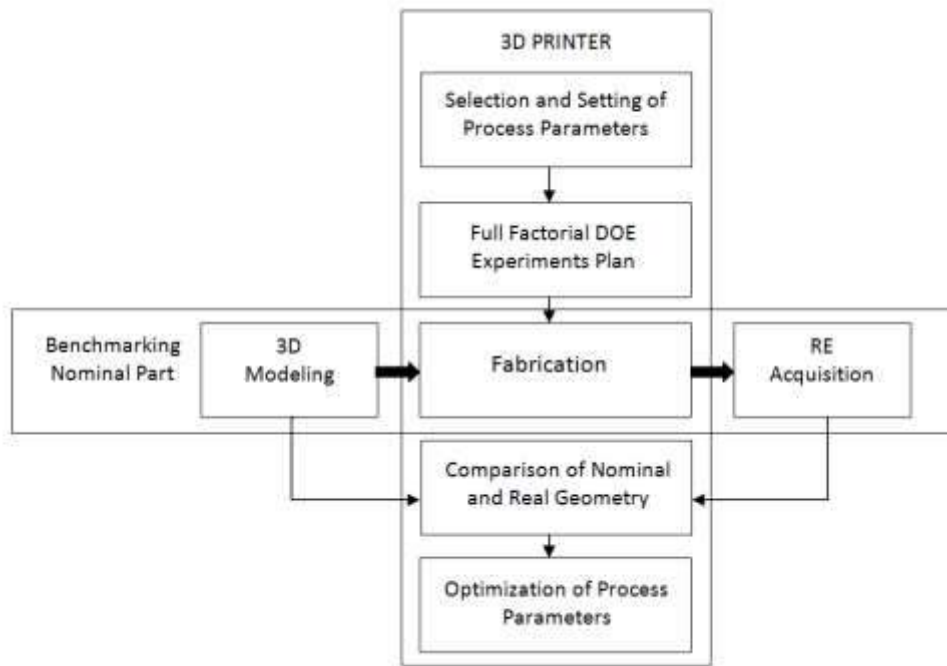 3D PRINTER
Selection and Setting of
Process Parameters
Full Factorial DOE
Experiments Plan
Benchmarking
Nominal Part
3D
Modeling
Fabrication
RE
Acquisition
Comparison of Nominal
and Real Geometry
Optimization of Process
Parameters